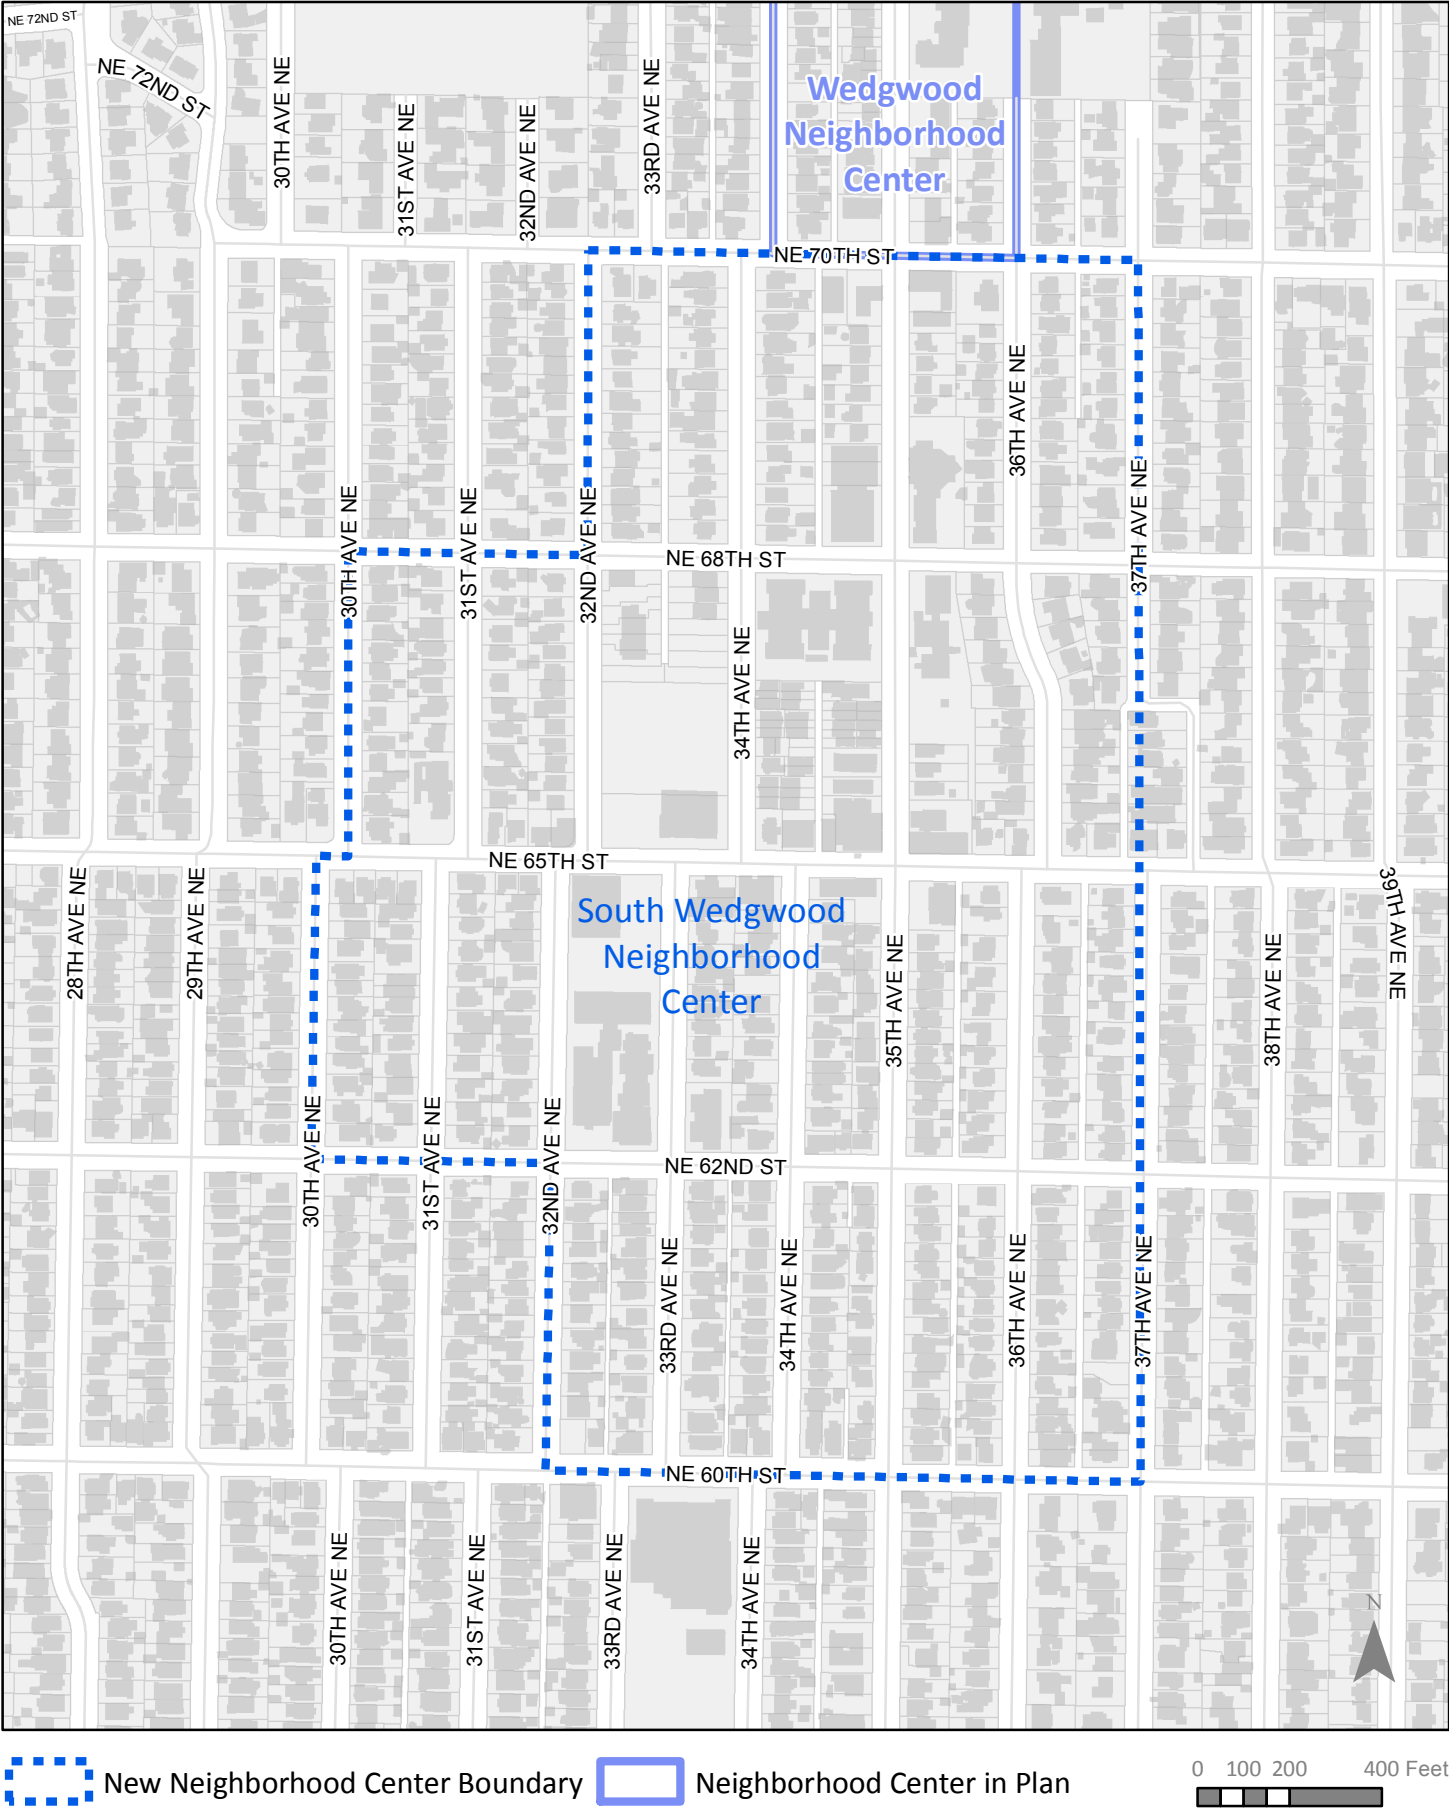 NE 72ND ST
NE 72ND ST
30TH AVE NE
31ST AVE NE
32ND AVE NE
33RD AVE NE
Wedgwood
Neighborhood
Center
NE 70TH ST
36TH AVE NE
30TH AVE NE
31ST AVE NE
32ND AVE NE
37TH AVE NE
NE 68TH ST
34TH AVE NE
NE 65TH ST
28TH AVE NE
29TH AVE NE
South Wedgwood
Neighborhood
Center
35TH AVE NE
38TH AVE NE
39TH AVE NE
30TH AVE NE
31ST AVE NE
32ND AVE NE
NE 62ND ST
33RD AVE NE
34TH AVE NE
36TH AVE NE
37TH AVE NE
NE 60TH ST
30TH AVE NE
31ST AVE NE
33RD AVE NE
34TH AVE NE
N
New Neighborhood Center Boundary
Neighborhood Center in Plan
0 100 200 400 Feet